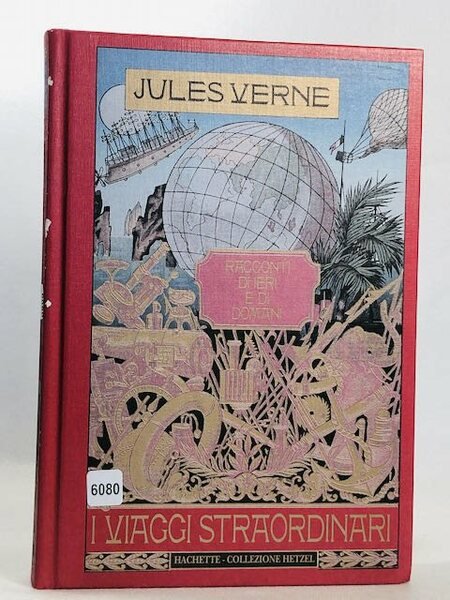 JULES VERNE
RACCONTI
DI IERI
E DI
DOMANI
6080
I VIAGGI STRAORDINARI
HACHETTE - COLLEZIONE HETZEL